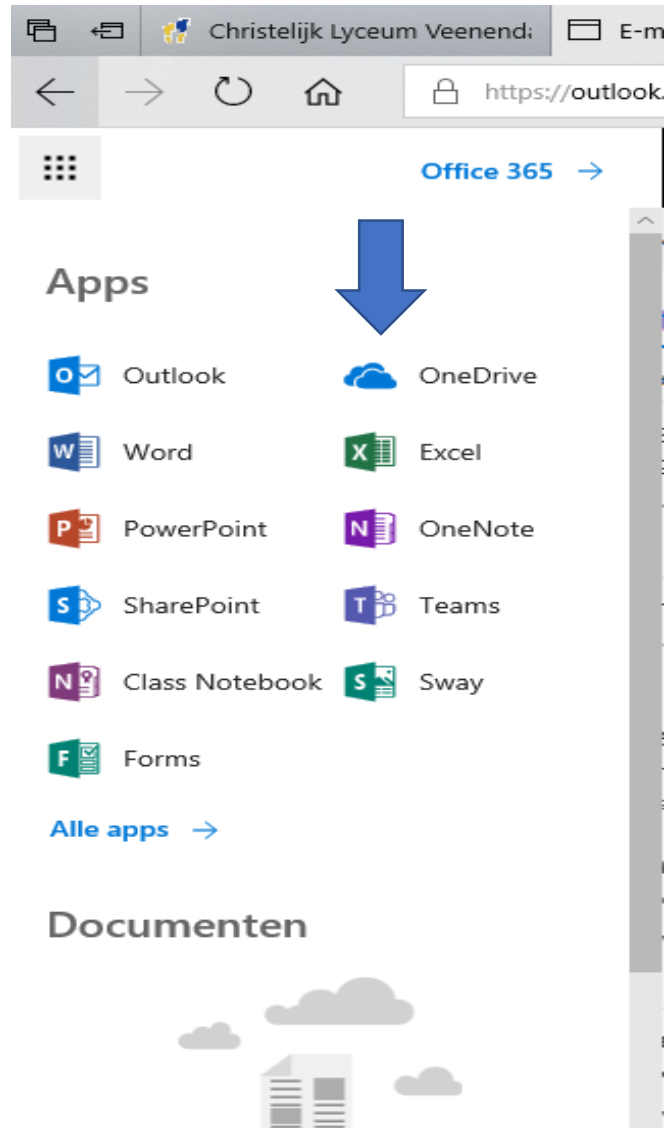 Christelijk Lyceum Veenenda
E-m
https://outlook.
Office 365
Apps
Outlook OneDrive
Word Excel
PowerPoint OneNote
SharePoint Teams
Class Notebook Sway
Forms
Alle apps
Documenten